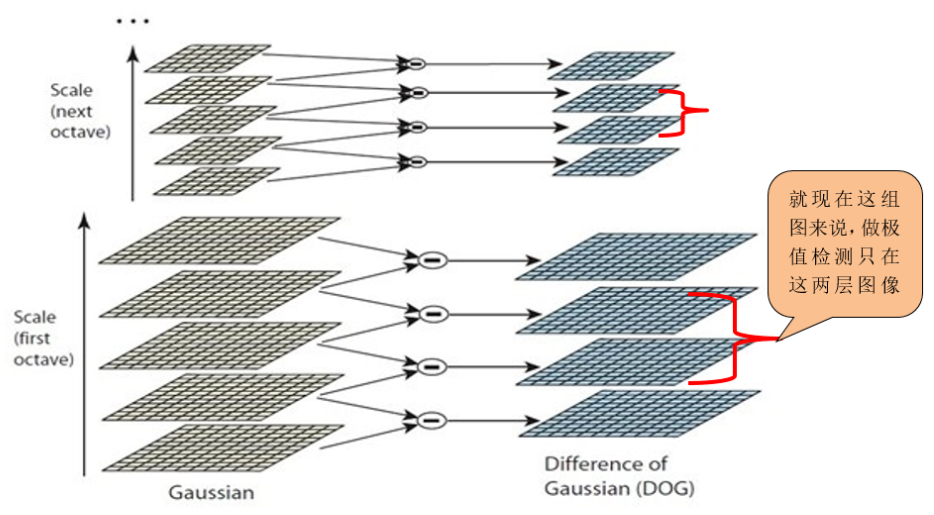 ...
Scale
(next
octave)
就现在这组
图来说，做极
值检测只在
这两层图像
Scale
(first
octave)
Gaussian
Difference of
Gaussian (DOG)